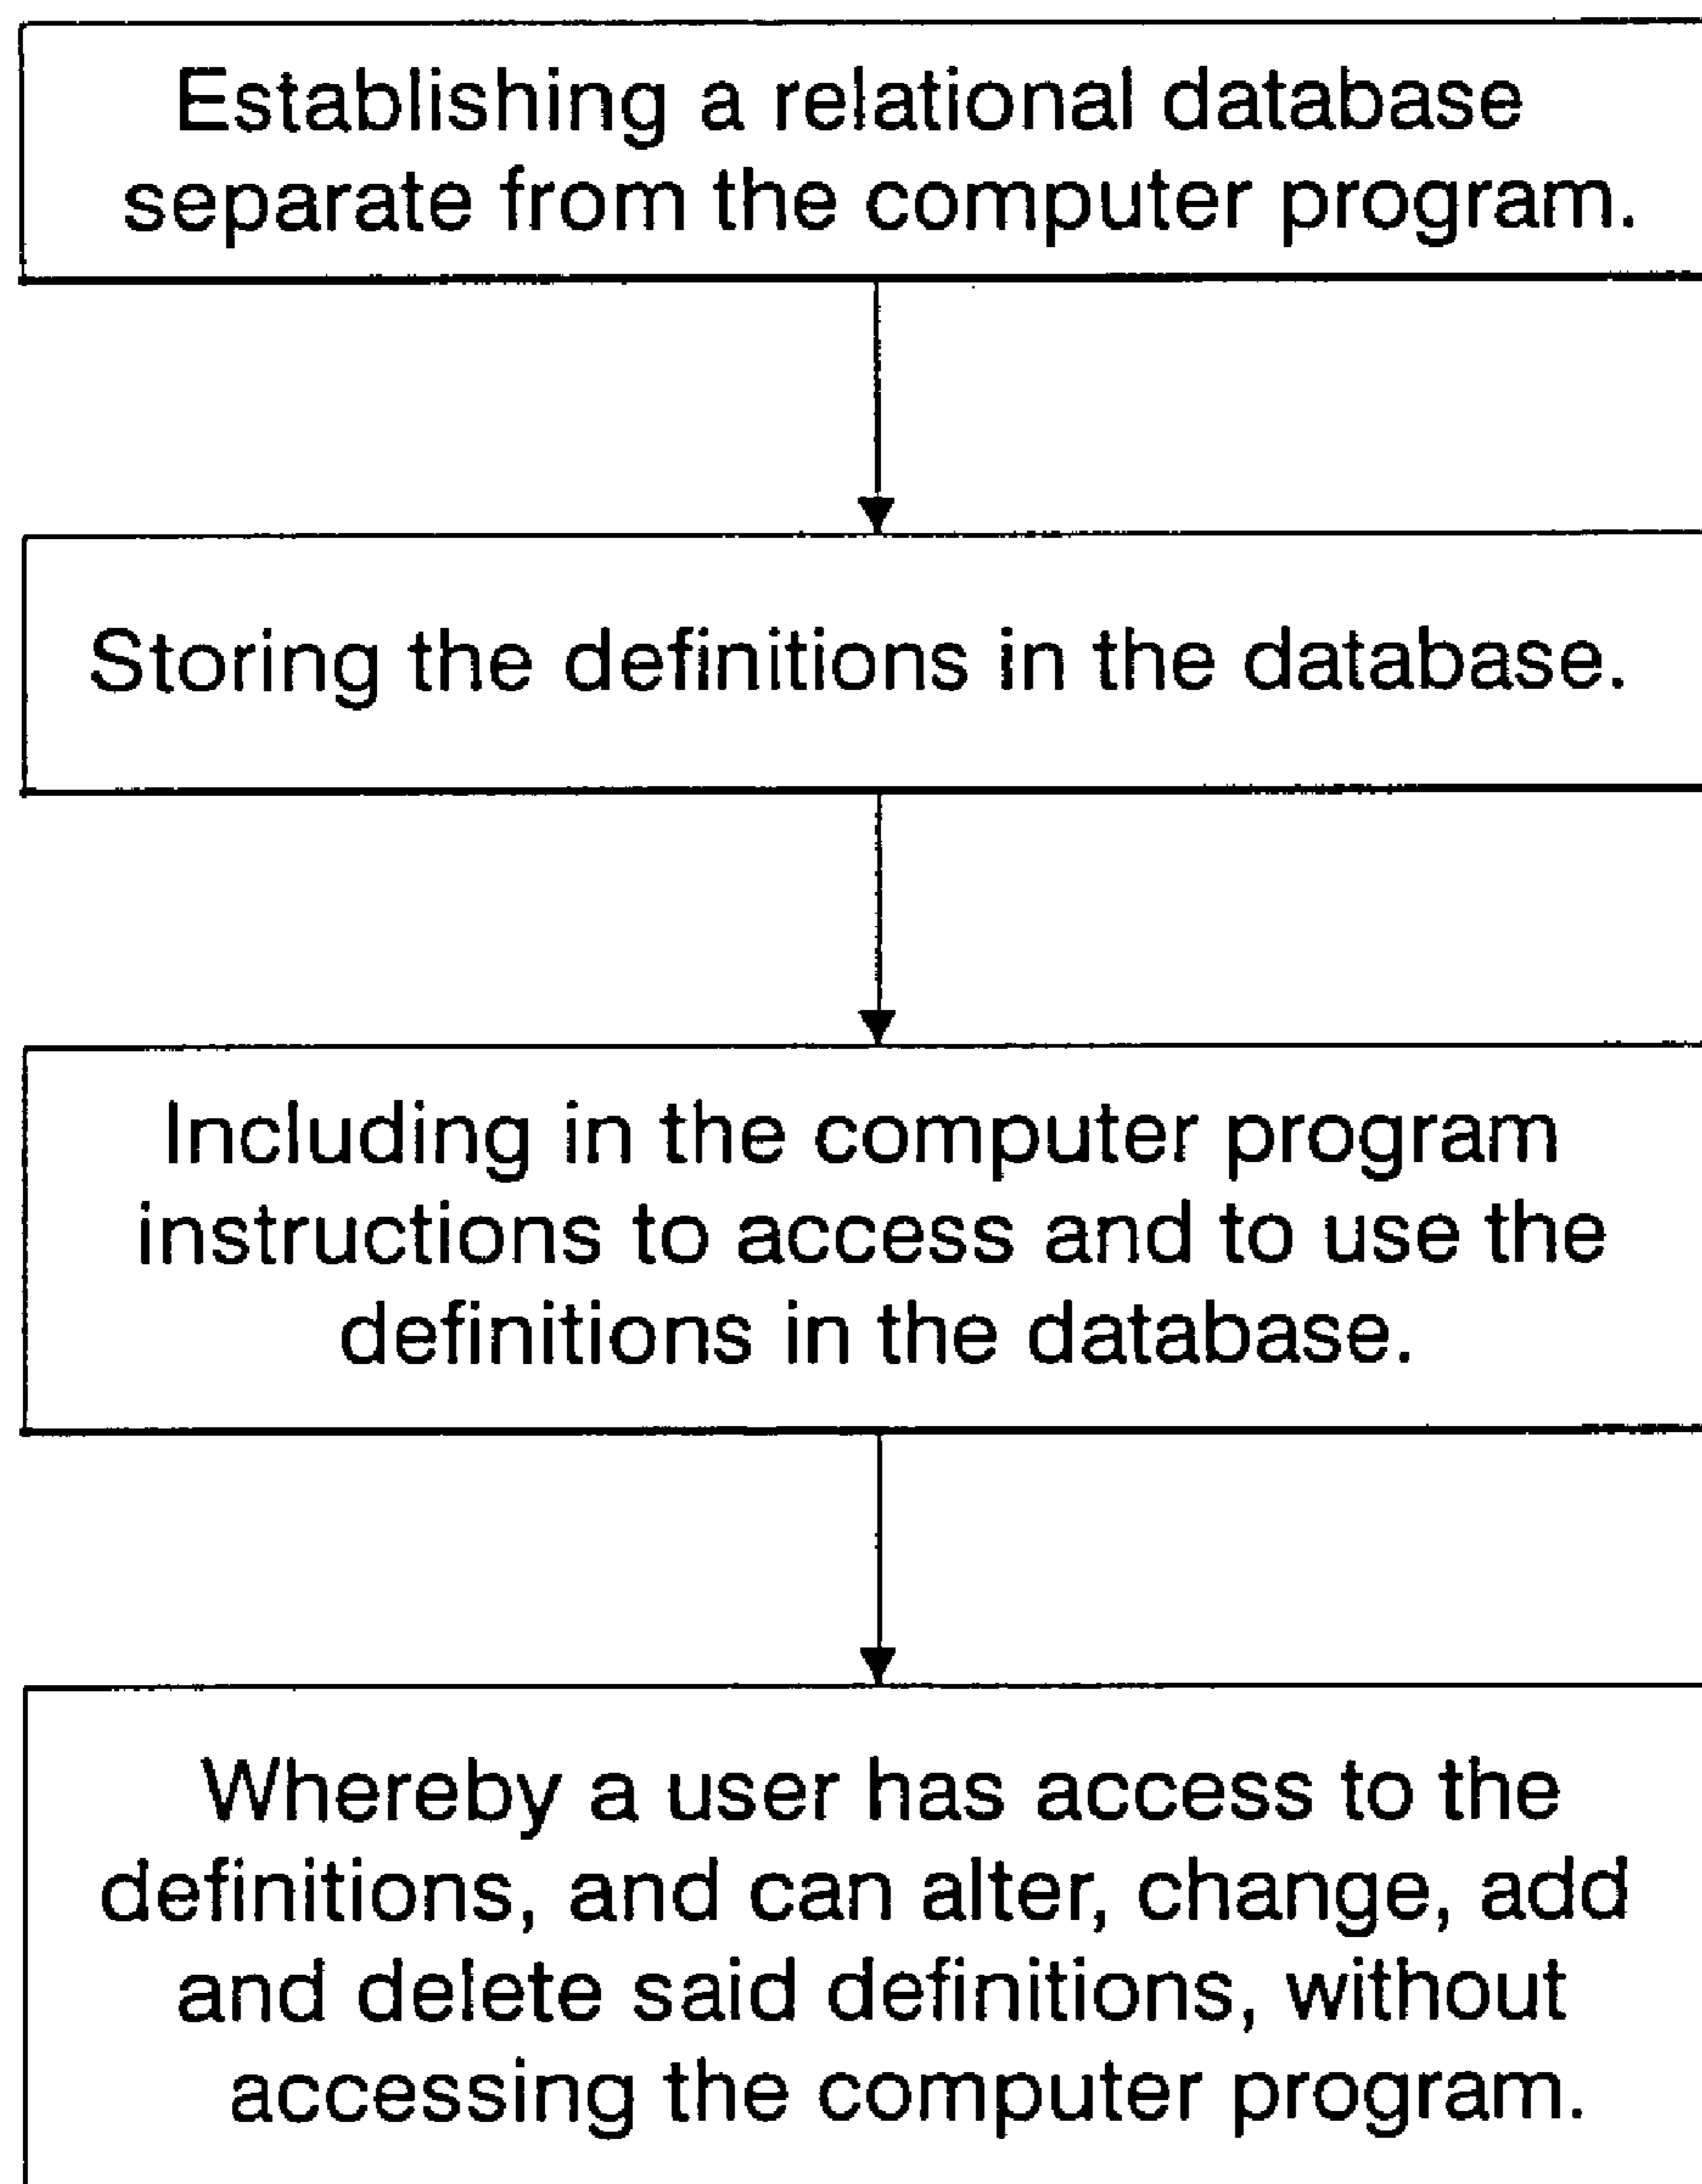 Establishing a relational database
separate from the computer program.
Storing the definitions in the database.
Including in the computer program
instructions to access and to use the
definitions in the database.
Whereby a user has access to the
definitions, and can alter, change, add
and delete said definitions, without
accessing the computer program.